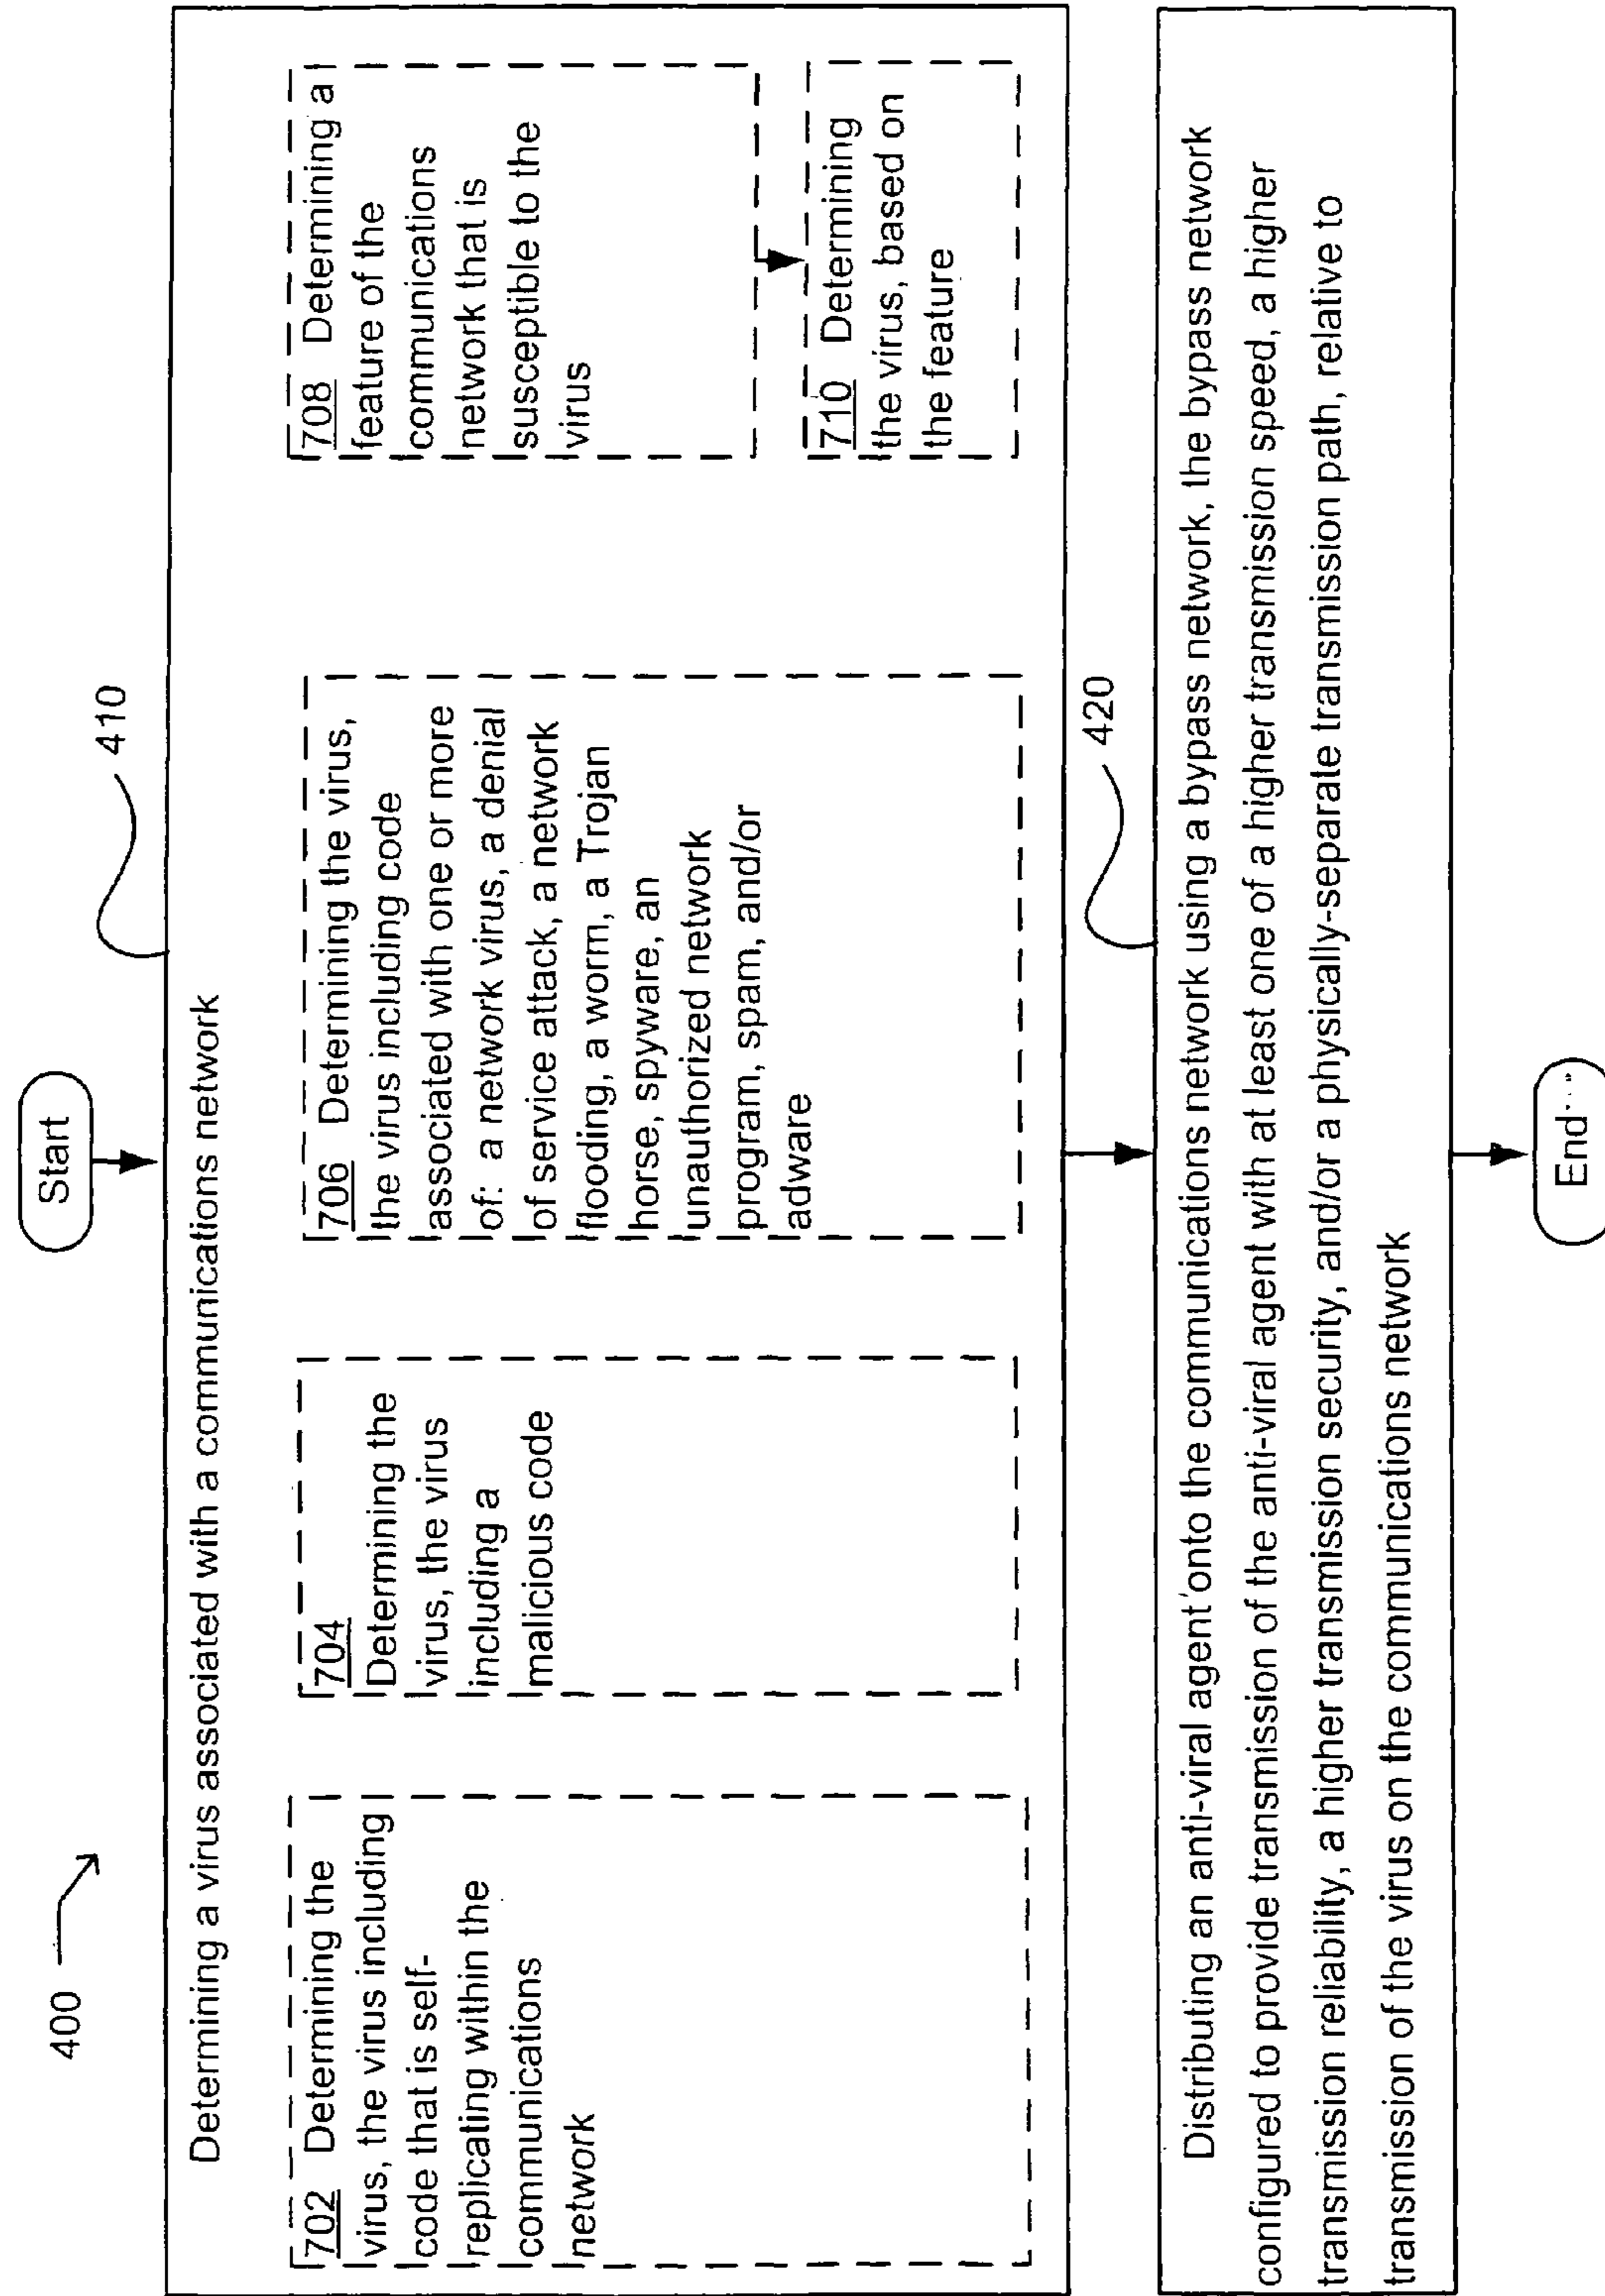 400
Start
410
Determining a virus associated with a communications network
702 Determining the
virus, the virus including
code that is self-
replicating within the
communications
network
704
Determining the
virus, the virus
including a
malicious code
706 Determining the virus,
the virus including code
associated with one or more
of: a network virus, a denial
of service attack, a network
flooding, a worm, a Trojan
horse, spyware, an
unauthorized network
program, spam, and/or
adware
708 Determining a
feature of the
communications
network that is
susceptible to the
virus
710 Determining
the virus, based on
the feature
420
Distributing an anti-viral agent onto the communications network using a bypass network, the bypass network
configured to provide transmission of the anti-viral agent with at least one of a higher transmission speed, a higher
transmission reliability, a higher transmission security, and/or a physically-separate transmission path, relative to
transmission of the virus on the communications network
End